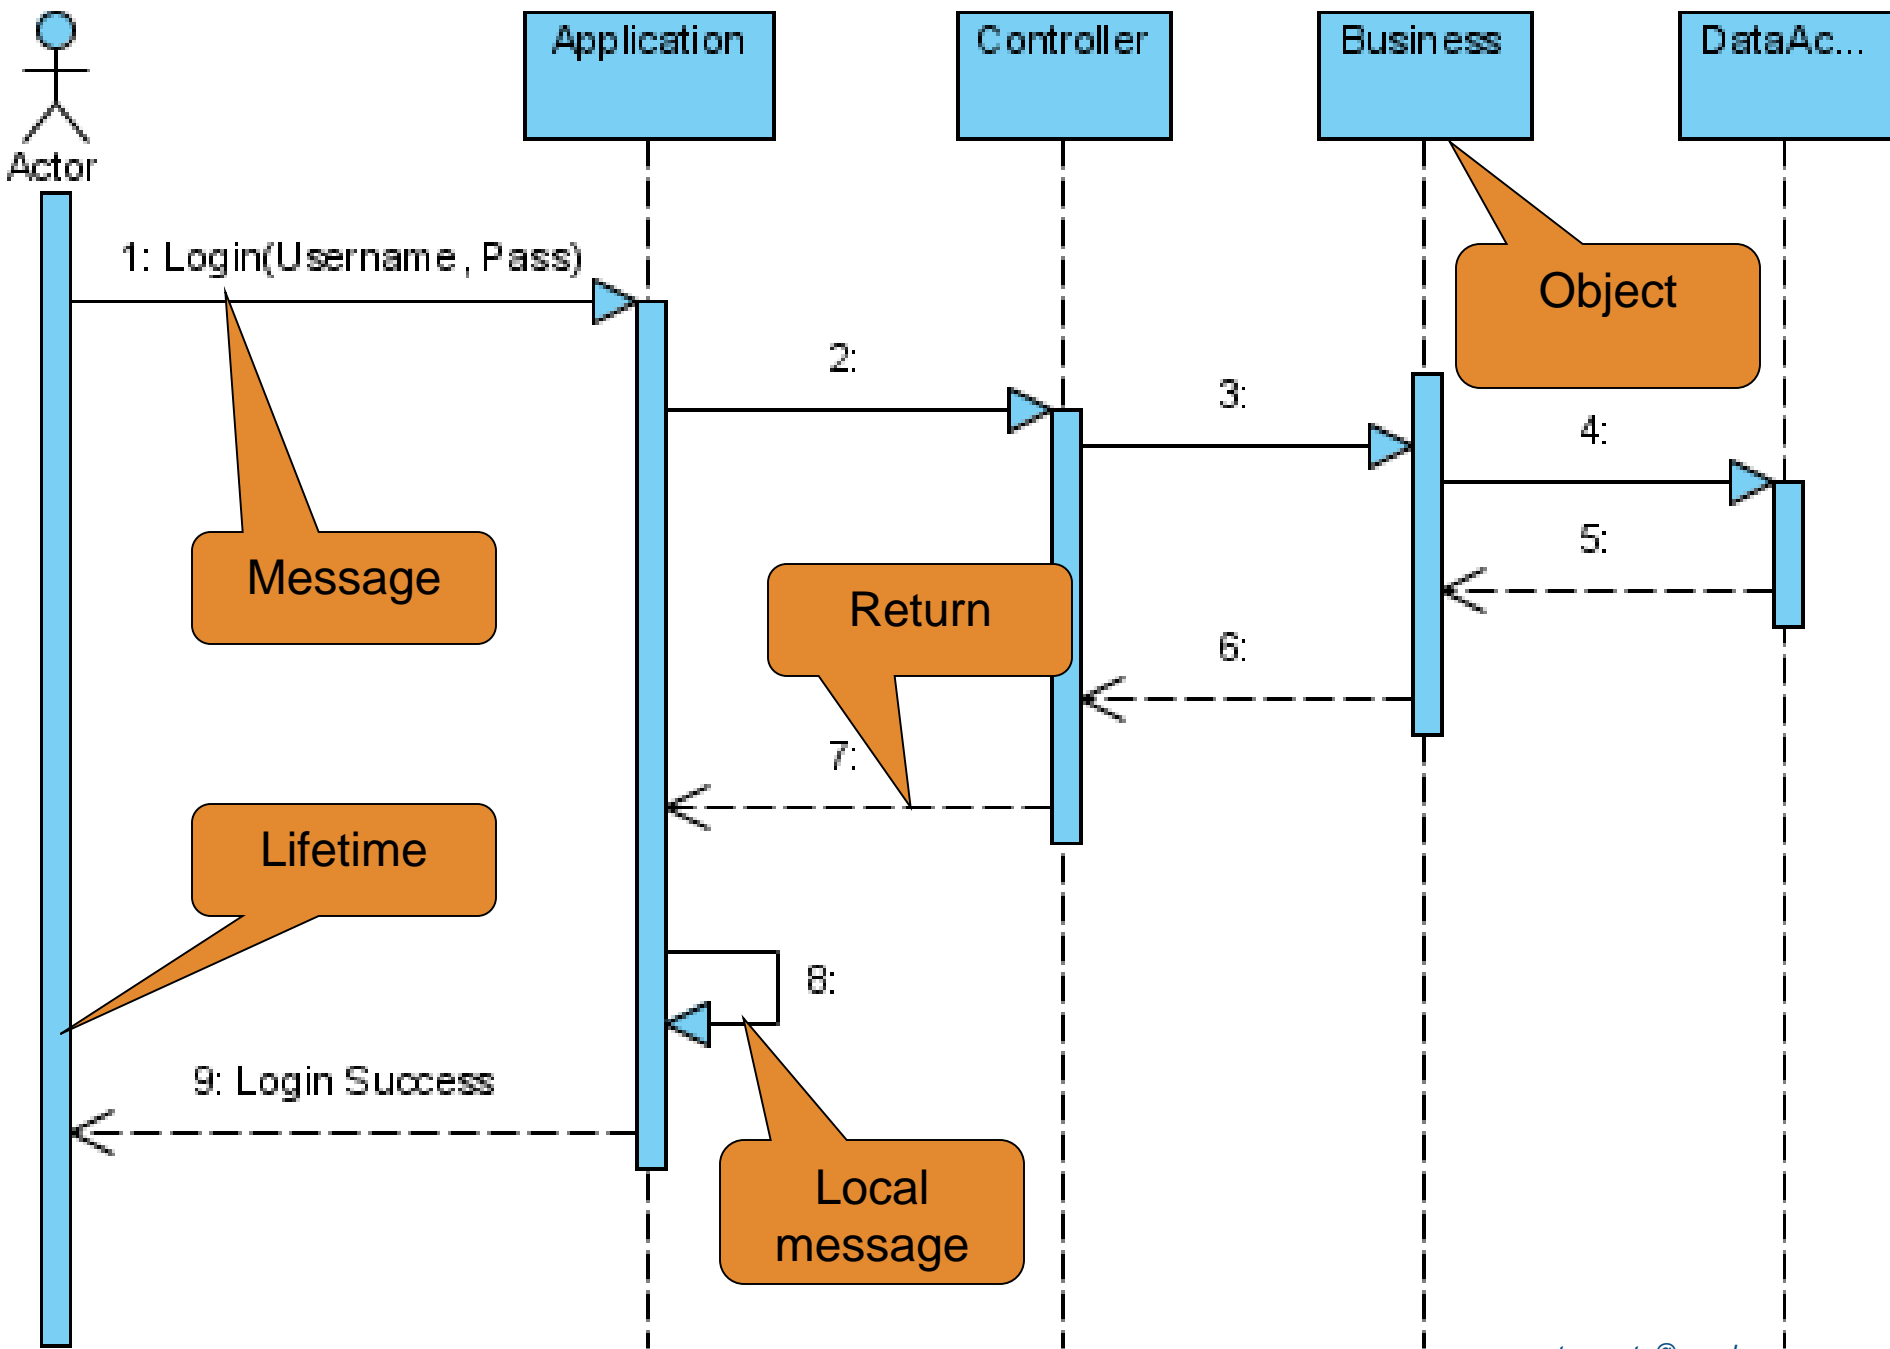 Application
Controller
Business
DataAc...
Actor
1: Login(Username, Pass)
Object
2:
3:
4:
Message
5:
Return
6:
7:
Lifetime
8:
9: Login Success
Local
message